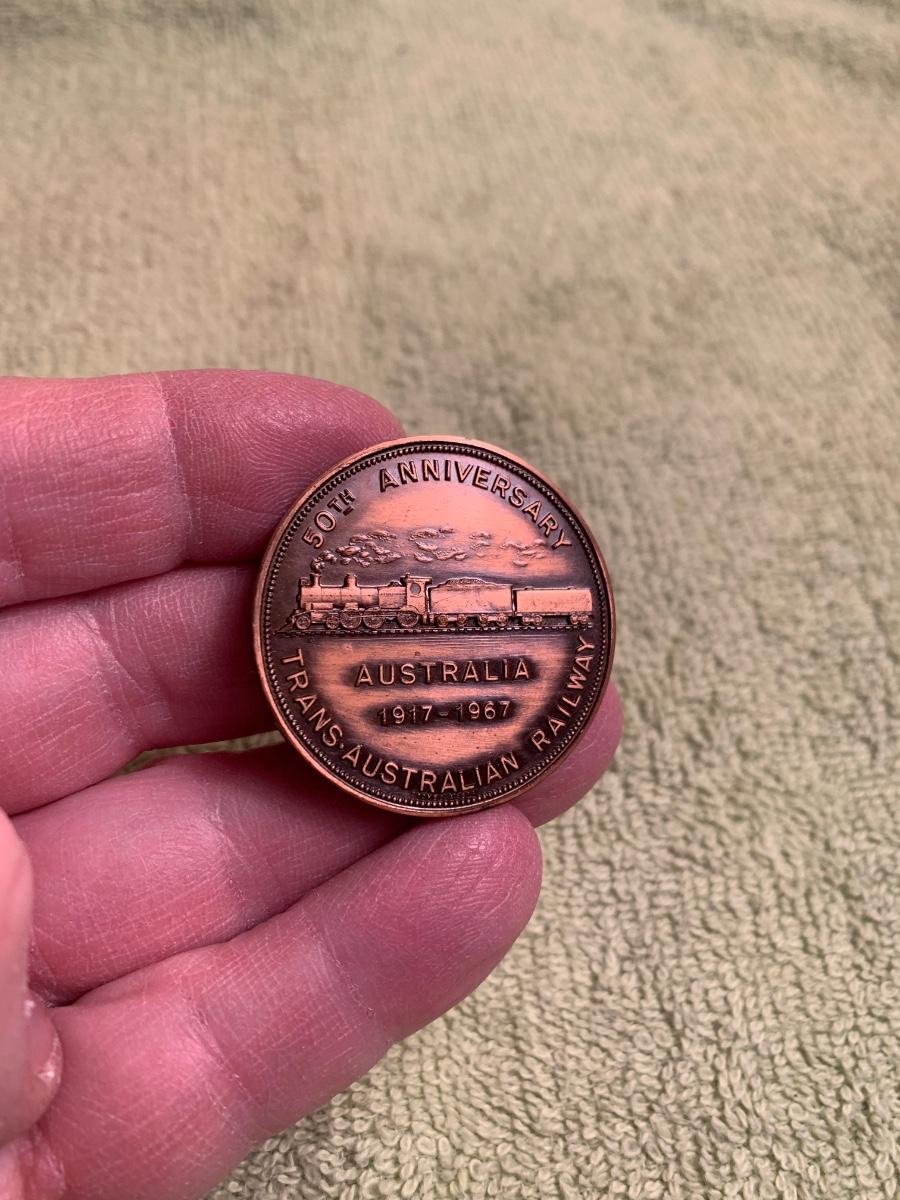 50TH ANNIVERSARY
AUSTRALIA
1917-1967
TRANS-AUSTRALIAN RAILWAY